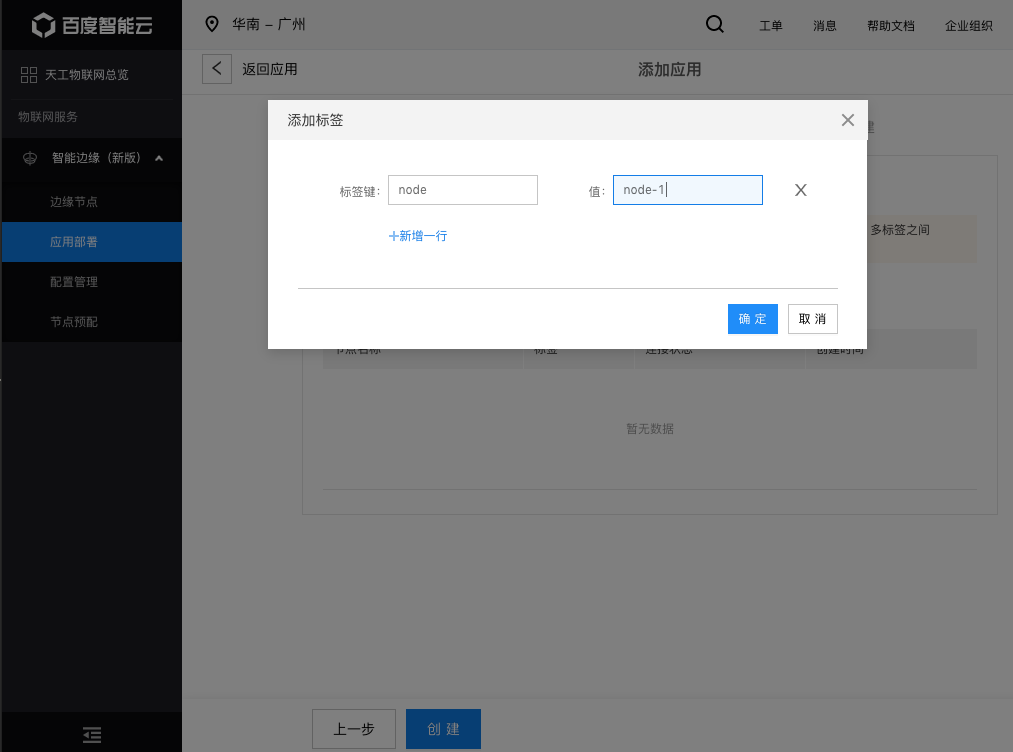 百度智能云
华南 – 广州
工单
消息
帮助文档
企业组织
天工物联网总览
物联网服务
智能边缘（新版）
边缘节点
应用部署
配置管理
节点预配
返回应用
添加应用
添加标签
标签键：
node
值：
node-1
X
+新增一行
确 定
取 消
建
多标签之间
节点名称
标签
连接状态
创建时间
暂无数据
上一步
创 建